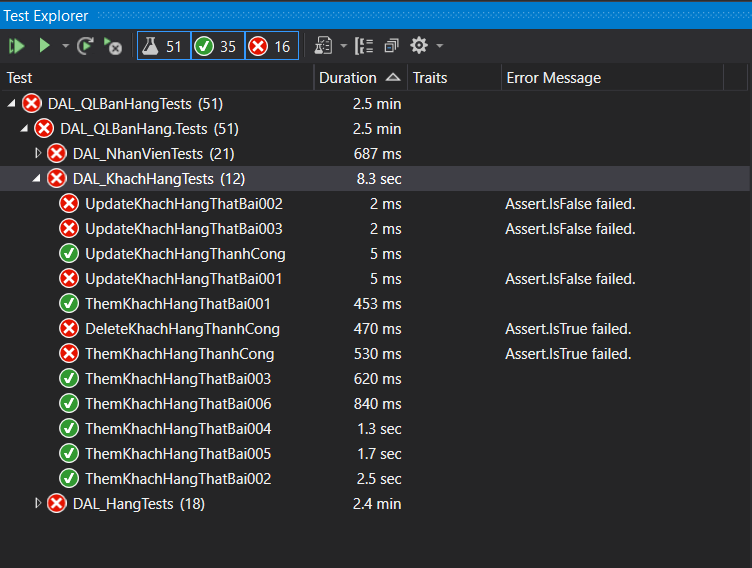 Test Explorer
51 35 16
Test Duration Traits Error Message
DAL_QLBanHangTests (51) 2.5 min
DAL_QLBanHang.Tests (51) 2.5 min
DAL_NhanVienTests (21) 687 ms
DAL_KhachHangTests (12) 8.3 sec
UpdateKhachHangThatBai002 2 ms Assert.IsFalse failed.
UpdateKhachHangThatBai003 2 ms Assert.IsFalse failed.
UpdateKhachHangThanhCong 5 ms
UpdateKhachHangThatBai001 5 ms Assert.IsFalse failed.
ThemKhachHangThatBai001 453 ms
DeleteKhachHangThanhCong 470 ms Assert.IsTrue failed.
ThemKhachHangThanhCong 530 ms Assert.IsTrue failed.
ThemKhachHangThatBai003 620 ms
ThemKhachHangThatBai006 840 ms
ThemKhachHangThatBai004 1.3 sec
ThemKhachHangThatBai005 1.7 sec
ThemKhachHangThatBai002 2.5 sec
DAL_HangTests (18) 2.4 min